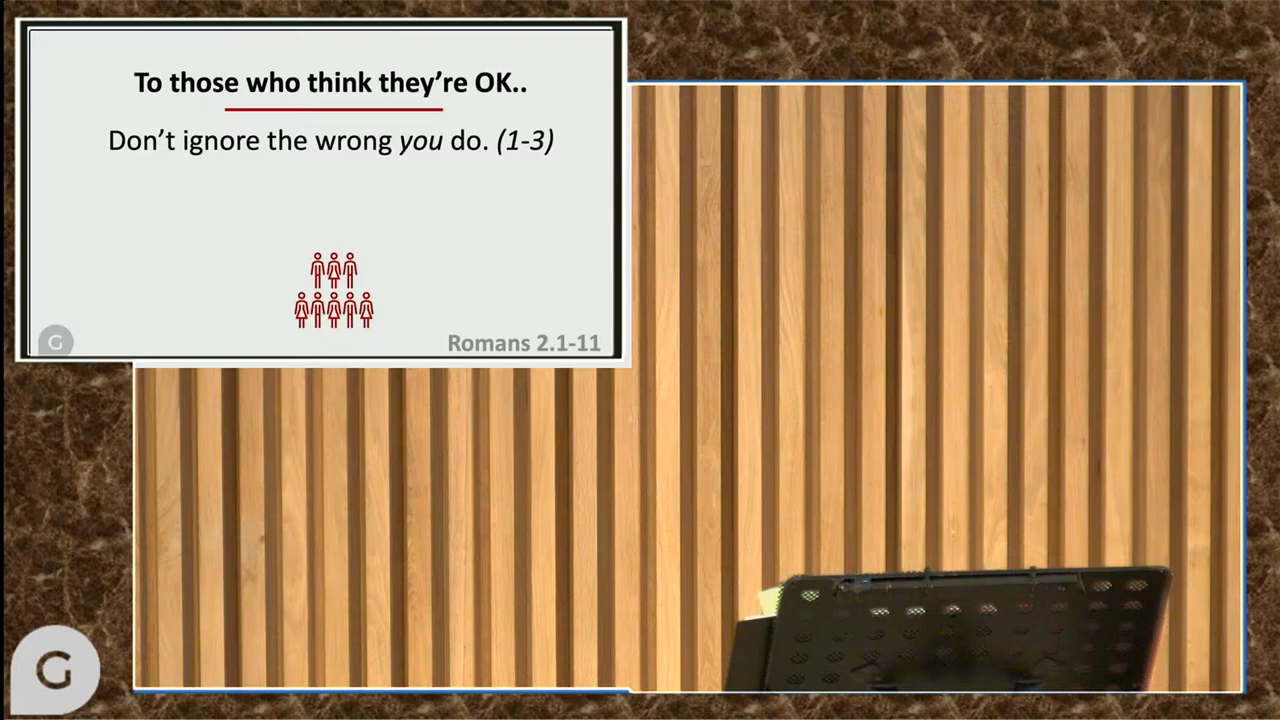 To those who think they’re OK..
Don’t ignore the wrong you do. (1-3)
G
Romans 2.1-11
G